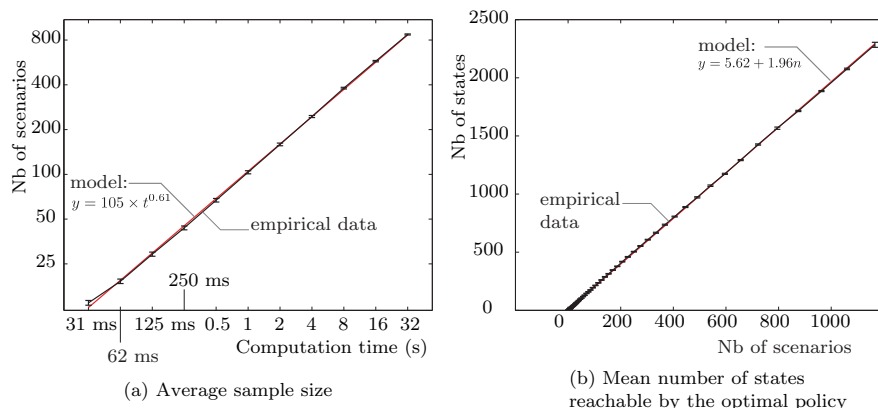 800
400
200
100
50
25
Nb of scenarios
model:
y = 105 × t^0.61
empirical data
250 ms
31 ms
125 ms
0.5
1
2
4
8
16
32
62 ms
Computation time (s)
(a) Average sample size
2500
2000
1500
1000
500
0
Nb of states
model:
y = 5.62 + 1.96n
empirical
data
0
200
400
600
800
1000
Nb of scenarios
(b) Mean number of states
reachable by the optimal policy